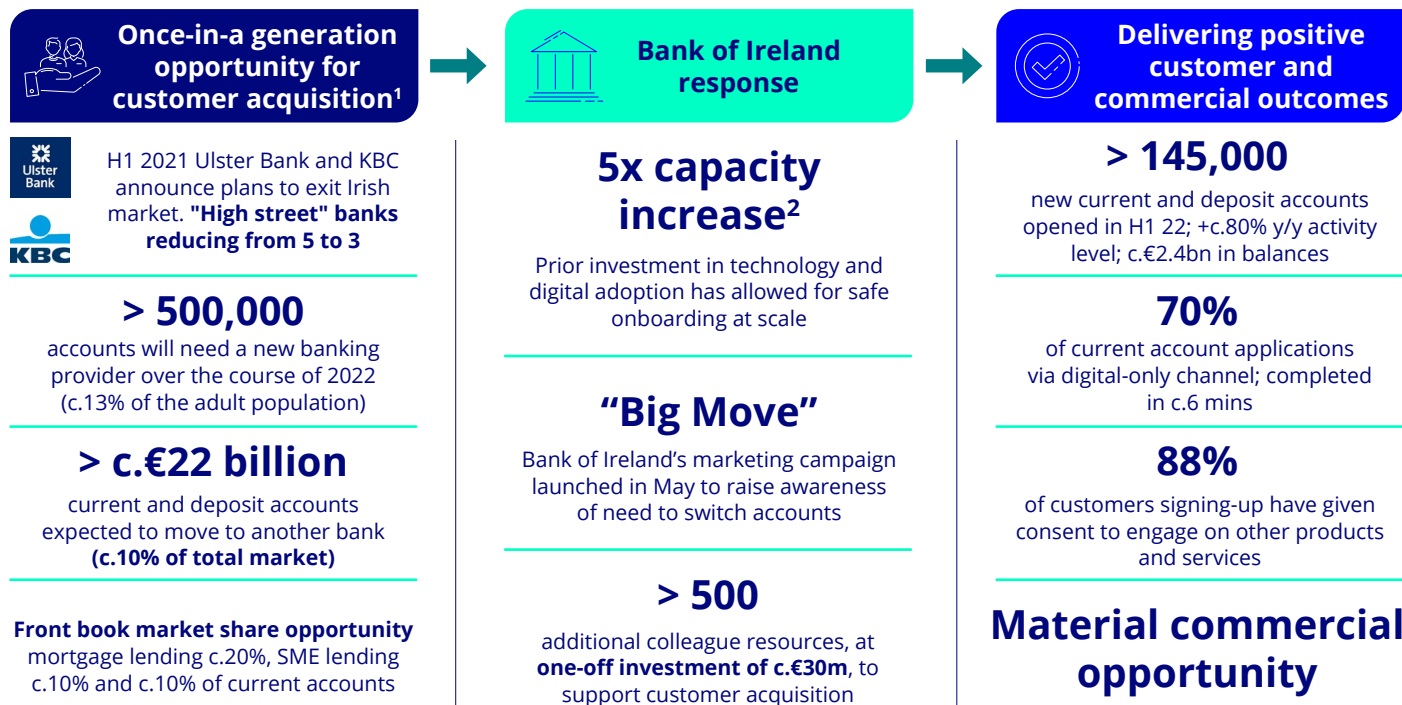 Once-in-a generation
opportunity for
customer acquisition¹
Ulster
Bank
KBC
H1 2021 Ulster Bank and KBC
announce plans to exit Irish
market. "High street" banks
reducing from 5 to 3
> 500,000
accounts will need a new banking
provider over the course of 2022
(c.13% of the adult population)
> c.€22 billion
current and deposit accounts
expected to move to another bank
(c.10% of total market)
Front book market share opportunity
mortgage lending c.20%, SME lending
c.10% and c.10% of current accounts
Bank of Ireland
response
5x capacity
increase²
Prior investment in technology and
digital adoption has allowed for safe
onboarding at scale
“Big Move”
Bank of Ireland’s marketing campaign
launched in May to raise awareness
of need to switch accounts
> 500
additional colleague resources, at
one-off investment of c.€30m, to
support customer acquisition
Delivering positive
customer and
commercial outcomes
> 145,000
new current and deposit accounts
opened in H1 22; +c.80% y/y activity
level; c.€2.4bn in balances
70%
of current account applications
via digital-only channel; completed
in c.6 mins
88%
of customers signing-up have given
consent to engage on other products
and services
Material commercial
opportunity